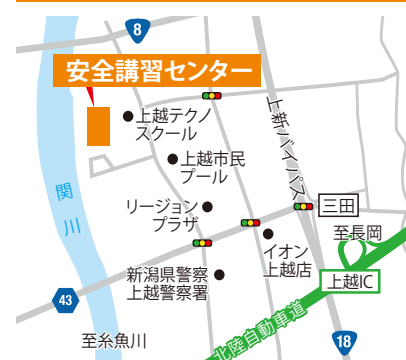 8
安全講習センター
上越テクノ
スクール
上新バイパス
上越市民
プール
関川
リージョン
プラザ
三田
至長岡
イオン
上越店
新潟県警察
上越警察署
上越IC
43
北陸自動車道
至糸魚川
18